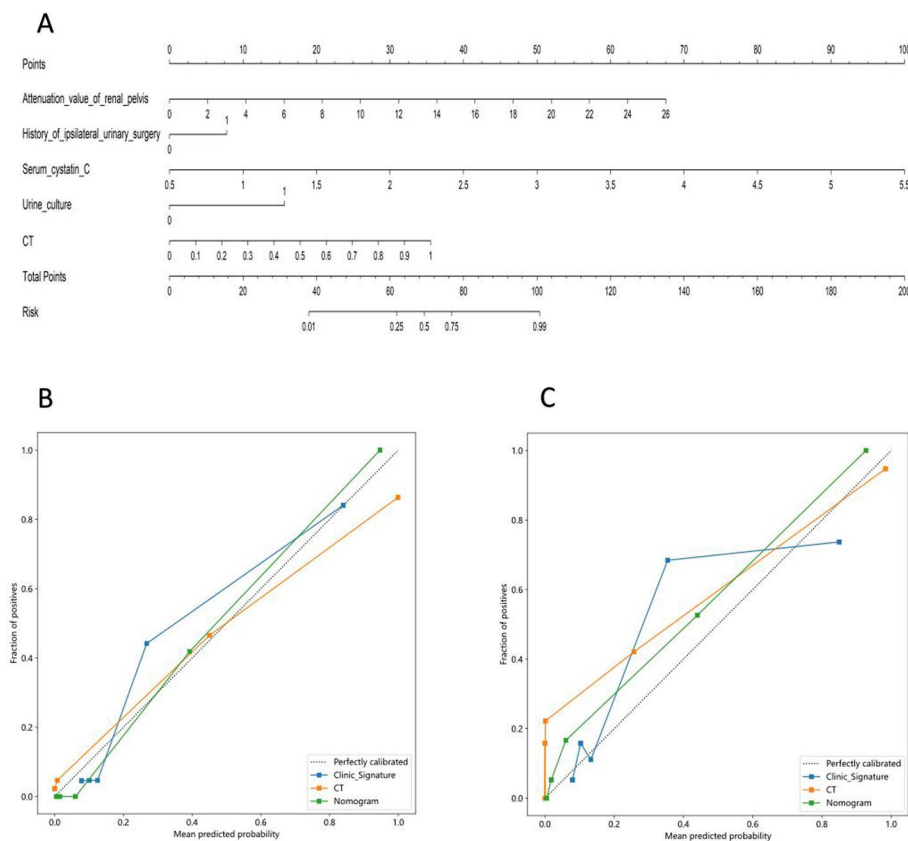 A
Points
0 10 20 30 40 50 60 70 80 90 100
Attenuation_value_of_renal_pelvis
0 2 4 6 8 10 12 14 16 18 20 22 24 26
History_of_ipsilateral_urinary_surgery
1
0
Serum_cystatin_C
0.5 1 1.5 2 2.5 3 3.5 4 4.5 5 5.5
Urine_culture
1
0
CT
0 0.1 0.2 0.3 0.4 0.5 0.6 0.7 0.8 0.9 1
Total Points
0 20 40 60 80 100 120 140 160 180 200
Risk
0.01 0.25 0.5 0.75 0.99
B
Fraction of positives
1.0
0.8
0.6
0.4
0.2
0.0
Perfectly calibrated
Clinic_Signature
CT
Nomogram
0.0 0.2 0.4 0.6 0.8 1.0
Mean predicted probability
C
Fraction of positives
1.0
0.8
0.6
0.4
0.2
0.0
Perfectly calibrated
Clinic_Signature
CT
Nomogram
0.0 0.2 0.4 0.6 0.8 1.0
Mean predicted probability